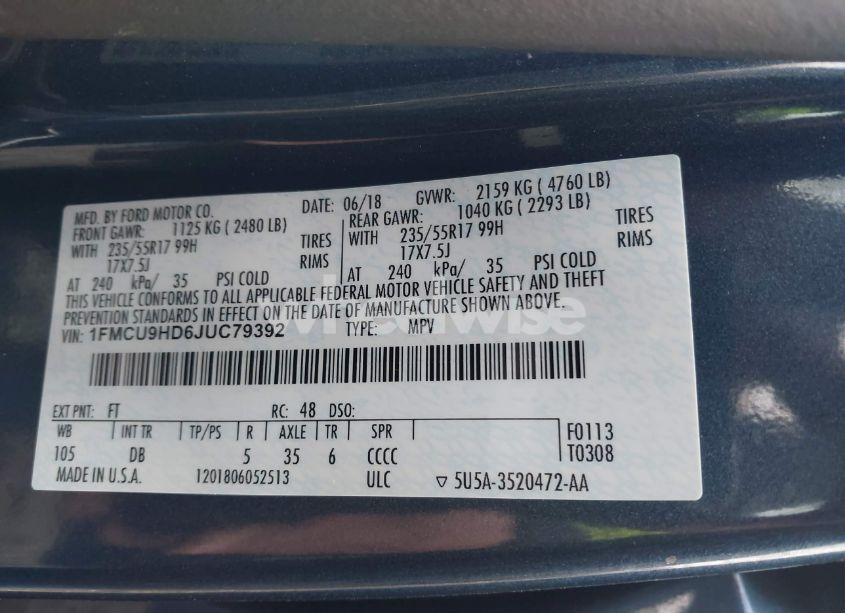 MFD. BY FORD MOTOR CO. DATE: 06/18 GVWR: 2159 KG ( 4760 LB)
FRONT GAWR: 1125 KG ( 2480 LB) REAR GAWR: 1040 KG ( 2293 LB)
WITH 235/55R17 99H TIRES WITH 235/55R17 99H TIRES
17X7.5J RIMS 17X7.5J RIMS
AT 240 kPa/ 35 PSI COLD AT 240 kPa/ 35 PSI COLD
THIS VEHICLE CONFORMS TO ALL APPLICABLE FEDERAL MOTOR VEHICLE SAFETY AND THEFT
PREVENTION STANDARDS IN EFFECT ON THE DATE OF MANUFACTURE SHOWN ABOVE.
VIN: 1FMCU9HD6JUC79392 TYPE: MPV
wheelwise
EXT PNT: FT RC: 48 DSO:
WB INT TR TP/PS R AXLE TR SPR F0113
105 DB 5 35 6 CCCC T0308
MADE IN U.S.A. 1201806052513 ULC ▽ 5U5A-3520472-AA